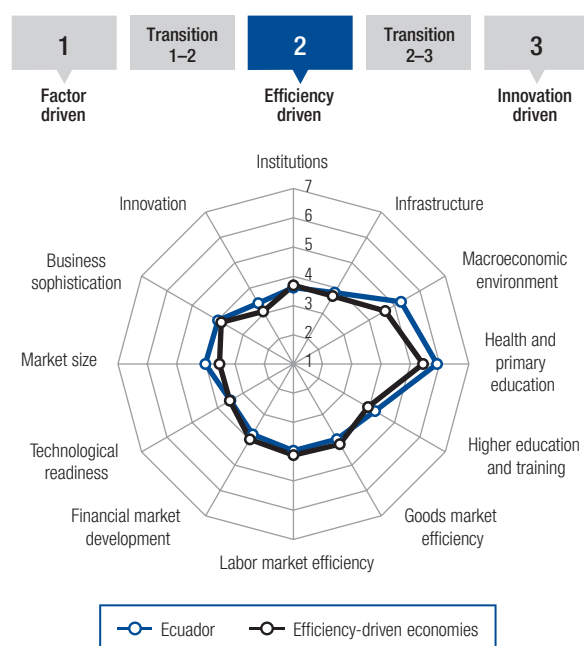 1
Transition
1–2
2
Transition
2–3
3
Factor
driven
Efficiency
driven
Innovation
driven
Institutions
Infrastructure
Macroeconomic
environment
Health and
primary
education
Higher education
and training
Goods market
efficiency
Labor market efficiency
Financial market
development
Technological
readiness
Market size
Business
sophistication
Innovation
7
6
5
4
3
2
1
Ecuador
Efficiency-driven economies